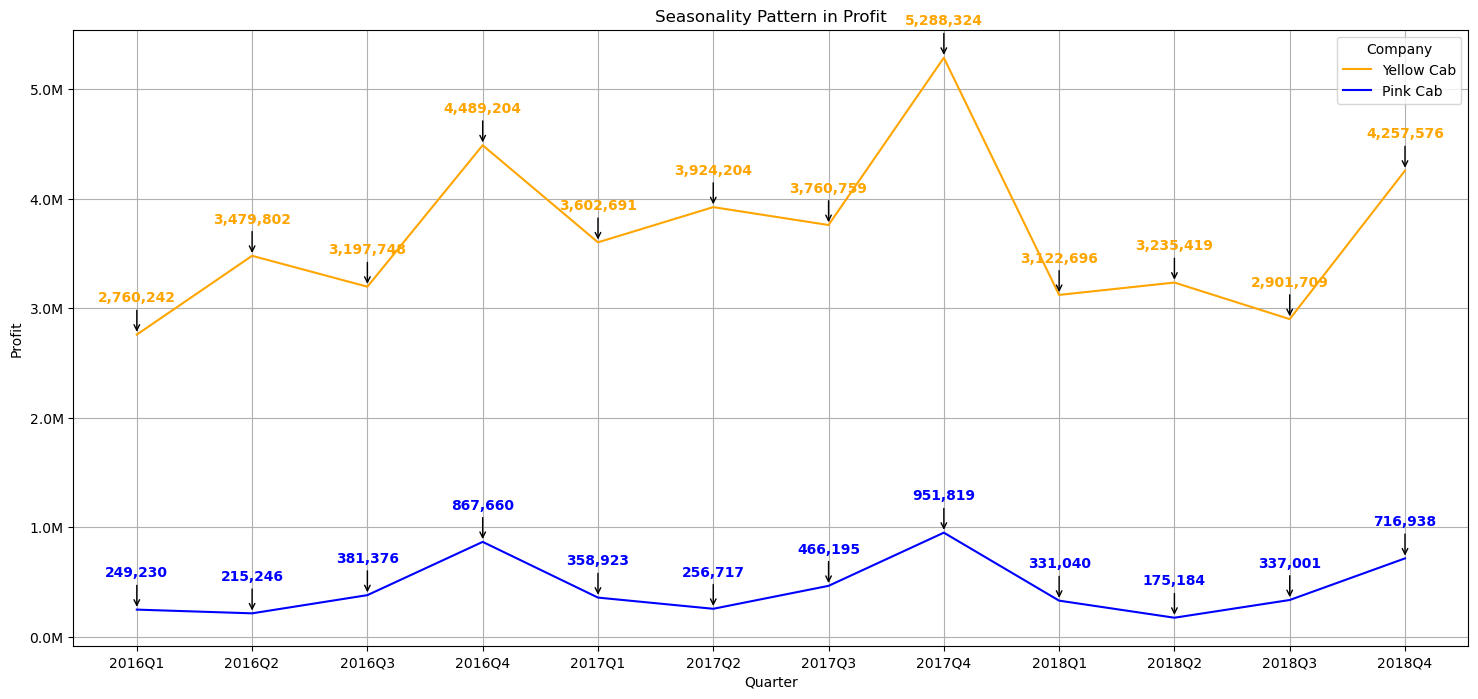 Seasonality Pattern in Profit
5,288,324
Company
Yellow Cab
Pink Cab
5.0M
4.0M
3.0M
2.0M
1.0M
0.0M
Profit
2,760,242
3,479,802
3,197,748
4,489,204
3,602,691
3,924,204
3,760,759
3,122,696
3,235,419
2,901,709
4,257,576
249,230
215,246
381,376
867,660
358,923
256,717
466,195
951,819
331,040
175,184
337,001
716,938
2016Q1 2016Q2 2016Q3 2016Q4 2017Q1 2017Q2 2017Q3 2017Q4 2018Q1 2018Q2 2018Q3 2018Q4
Quarter